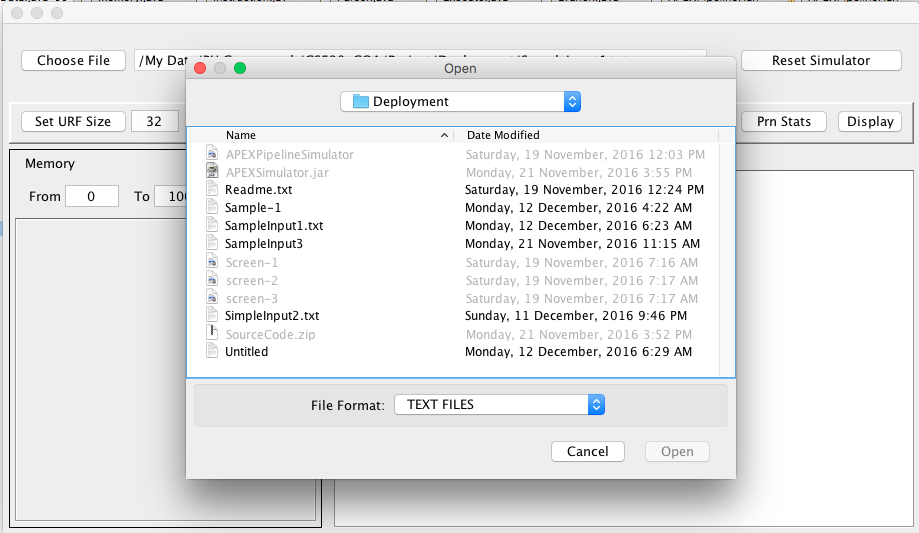 Choose File
/My Data
Reset Simulator
Set URF Size
32
Prn Stats
Display
Memory
From 0 To
Open
Deployment
Name Date Modified
APEXPipelineSimulator Saturday, 19 November, 2016 12:03 PM
APEXSimulator.jar Monday, 21 November, 2016 3:55 PM
Readme.txt Saturday, 19 November, 2016 12:24 PM
Sample-1 Monday, 12 December, 2016 4:22 AM
SampleInput1.txt Monday, 12 December, 2016 6:23 AM
SampleInput3 Monday, 21 November, 2016 11:15 AM
Screen-1 Saturday, 19 November, 2016 7:16 AM
screen-2 Saturday, 19 November, 2016 7:17 AM
screen-3 Saturday, 19 November, 2016 7:17 AM
SimpleInput2.txt Sunday, 11 December, 2016 9:46 PM
SourceCode.zip Monday, 21 November, 2016 3:52 PM
Untitled Monday, 12 December, 2016 6:29 AM
File Format: TEXT FILES
Cancel
Open